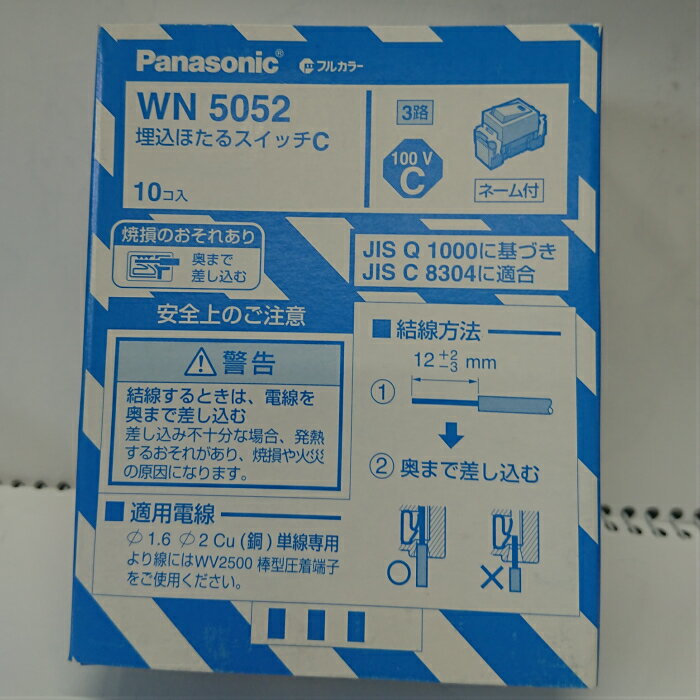 Panasonic® フルカラー
WN 5052
埋込ほたるスイッチC
10コ入
3路
100 V
C
ネーム付
焼損のおそれあり
奥まで
差し込む
JIS Q 1000に基づき
JIS C 8304に適合
安全上のご注意
警告
結線するときは、電線を
奥まで差し込む
差し込み不十分な場合、発熱
するおそれがあり、焼損や火災
の原因になります。
■適用電線
φ1.6 φ2 Cu(銅)単線専用
より線にはWV2500 棒型圧着端子
をご使用ください。
■結線方法
12 +2 −3 mm
①
② 奥まで差し込む